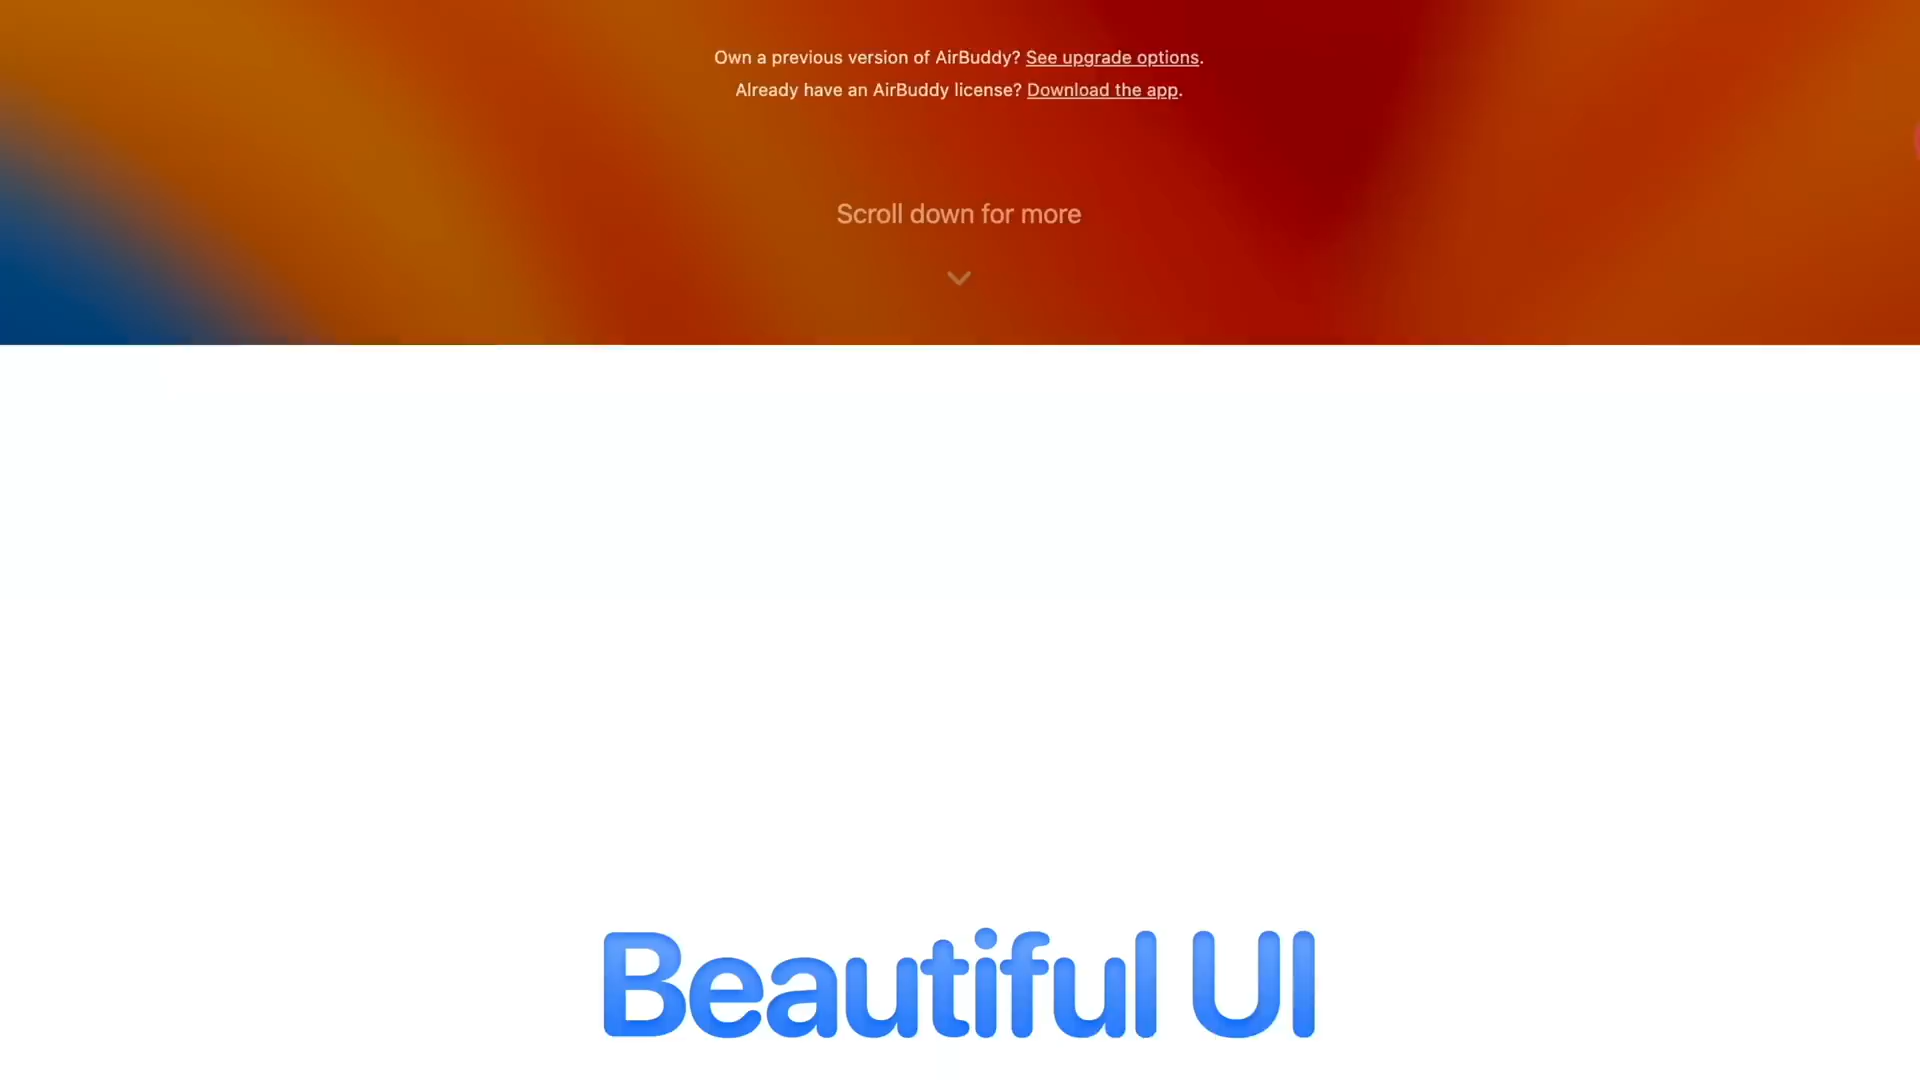 Own a previous version of AirBuddy? See upgrade options.
Already have an AirBuddy license? Download the app.
Scroll down for more
Beautiful UI